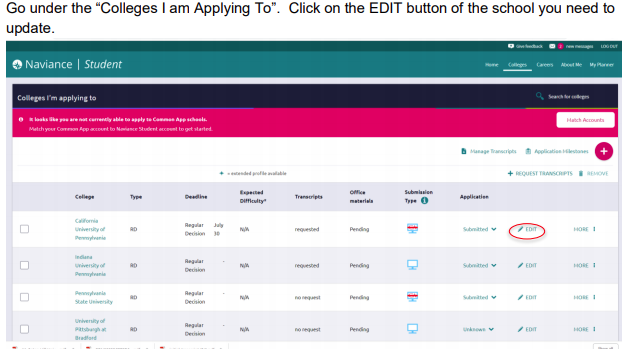 Go under the “Colleges I am Applying To”. Click on the EDIT button of the school you need to
update.
Give feedback 2 new messages LOG OUT
Naviance | Student
Home Colleges Careers About Me My Planner
Colleges I'm applying to
Search for colleges
It looks like you are not currently able to apply to Common App schools.
Match your Common App account to Naviance Student account to get started.
Match Accounts
Manage Transcripts Application Milestones +
+ = extended profile available
+ REQUEST TRANSCRIPTS REMOVE
College Type Deadline Expected Difficulty* Transcripts Office materials Submission Type Application
California University of Pennsylvania RD Regular Decision July 30 N/A requested Pending Submitted EDIT MORE
Indiana University of Pennsylvania RD Regular Decision - N/A requested Pending Submitted EDIT MORE
Pennsylvania State University RD Regular Decision - N/A no request Pending Submitted EDIT MORE
University of Pittsburgh at Bradford RD Regular Decision - N/A no request Pending Unknown EDIT MORE